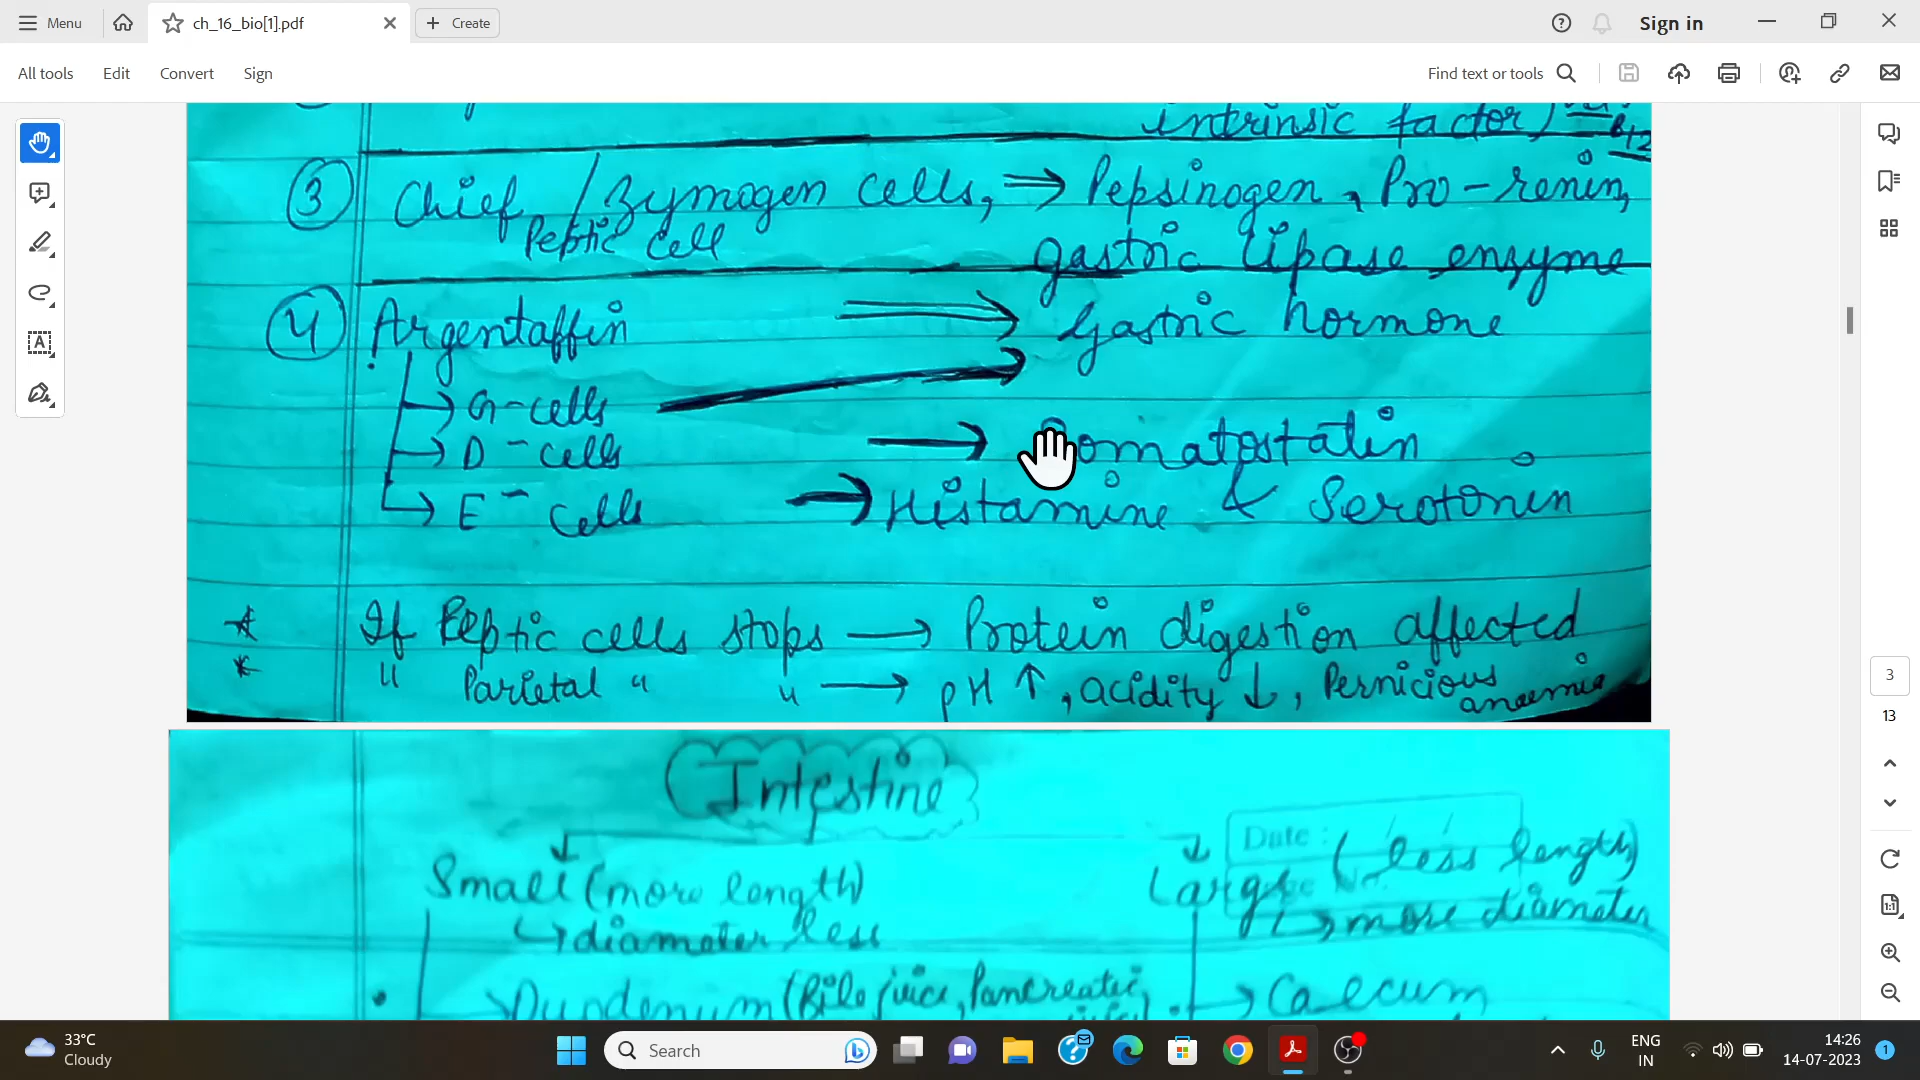 Menu
ch_16_bio[1].pdf
Create
Sign in
All tools
Edit
Convert
Sign
Find text or tools
intrinsic factor) B12
3 Chief / Zymogen cells, ⇒ Pepsinogen, Pro-renin,
Peptic cell
gastric lipase enzyme
4 Argentaffin ⇒ Gastric hormone
→ G-cells
→ D - cells → Somatostatin
→ E - cells → Histamine & Serotonin
* If Peptic cells stops → Protein digestion affected
* " Parietal " " → pH ↑, acidity ↓, Pernicious
anaemia
Intestine
Date : / /
Small (more length)
Large (less length)
↳ diameter less
↳ more diameter
→ Duodenum (Bile juice, Pancreatic
→ Caecum
3
13
33°C
Cloudy
Search
ENG
IN
14:26
14-07-2023
1